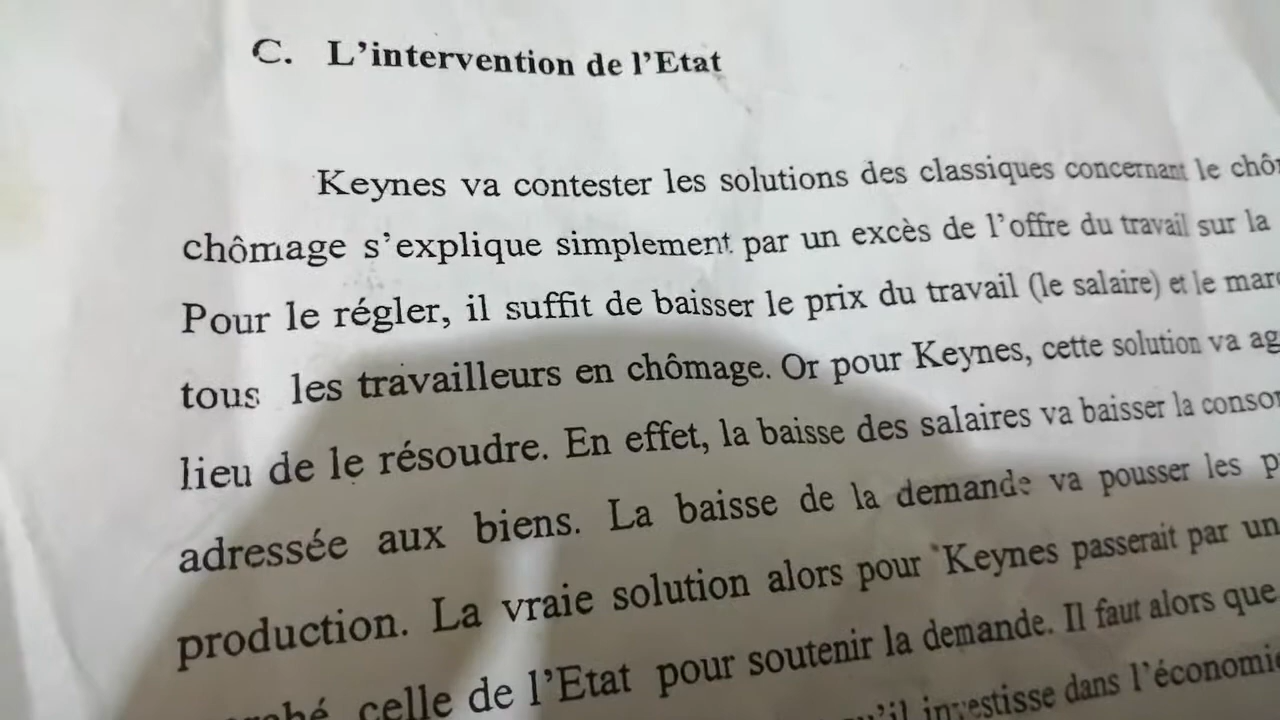 C. L'intervention de l'Etat
Keynes va contester les solutions des classiques concernant le
chômage s'explique simplement par un excès de l'offre du travail sur la
Pour le régler, il suffit de baisser le prix du travail (le salaire) et le
tous les travailleurs en chômage. Or pour Keynes, cette solution va
lieu de le résoudre. En effet, la baisse des salaires va baisser la
adressée aux biens. La baisse de la demande va pousser les
production. La vraie solution alors pour Keynes passerait par un
celle de l'Etat pour soutenir la demande. Il faut alors que
investisse dans l'économie